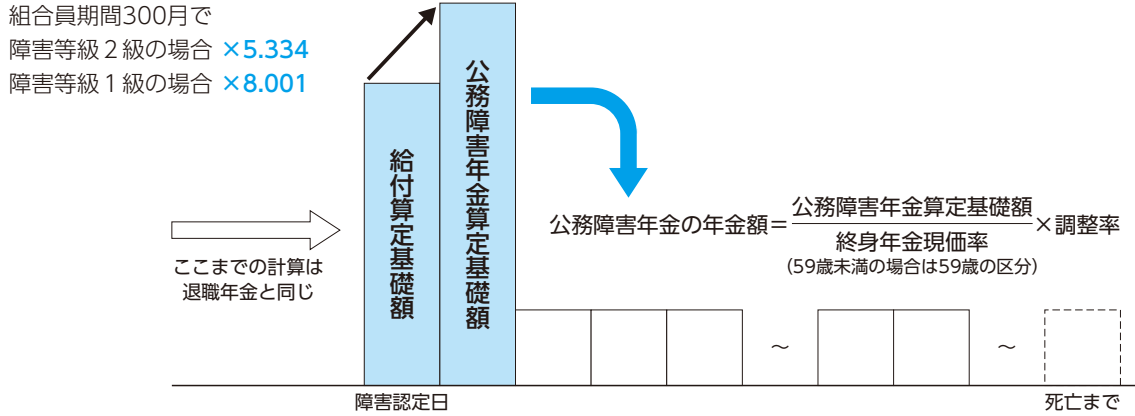 組合員期間300月で
障害等級2級の場合 ×5.334
障害等級1級の場合 ×8.001
給付算定基礎額
公務障害年金算定基礎額
ここまでの計算は
退職年金と同じ
公務障害年金の年金額=公務障害年金算定基礎額
終身年金現価率
×調整率
(59歳未満の場合は59歳の区分)
~
~
障害認定日
死亡まで